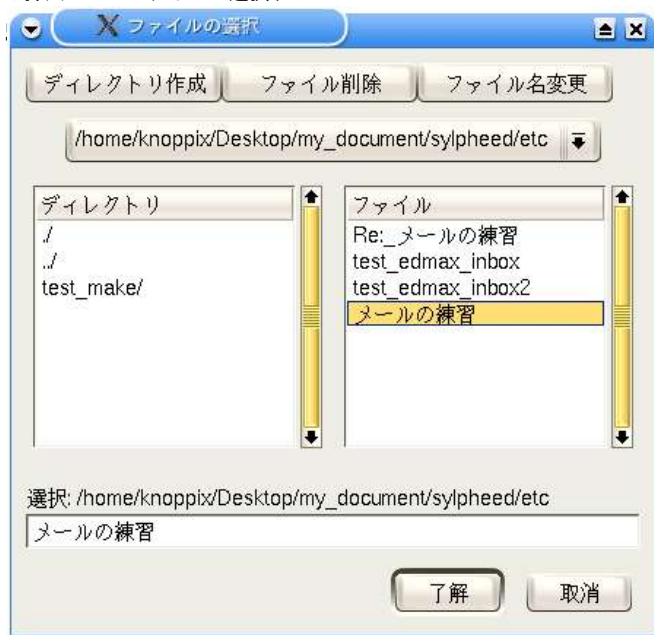 ファイルの選択
ディレクトリ作成 ファイル削除 ファイル名変更
/home/knoppix/Desktop/my_document/sylpheed/etc
ディレクトリ
./
../
test_make/
ファイル
Re:_メールの練習
test_edmax_inbox
test_edmax_inbox2
メールの練習
選択: /home/knoppix/Desktop/my_document/sylpheed/etc
メールの練習
了解 取消